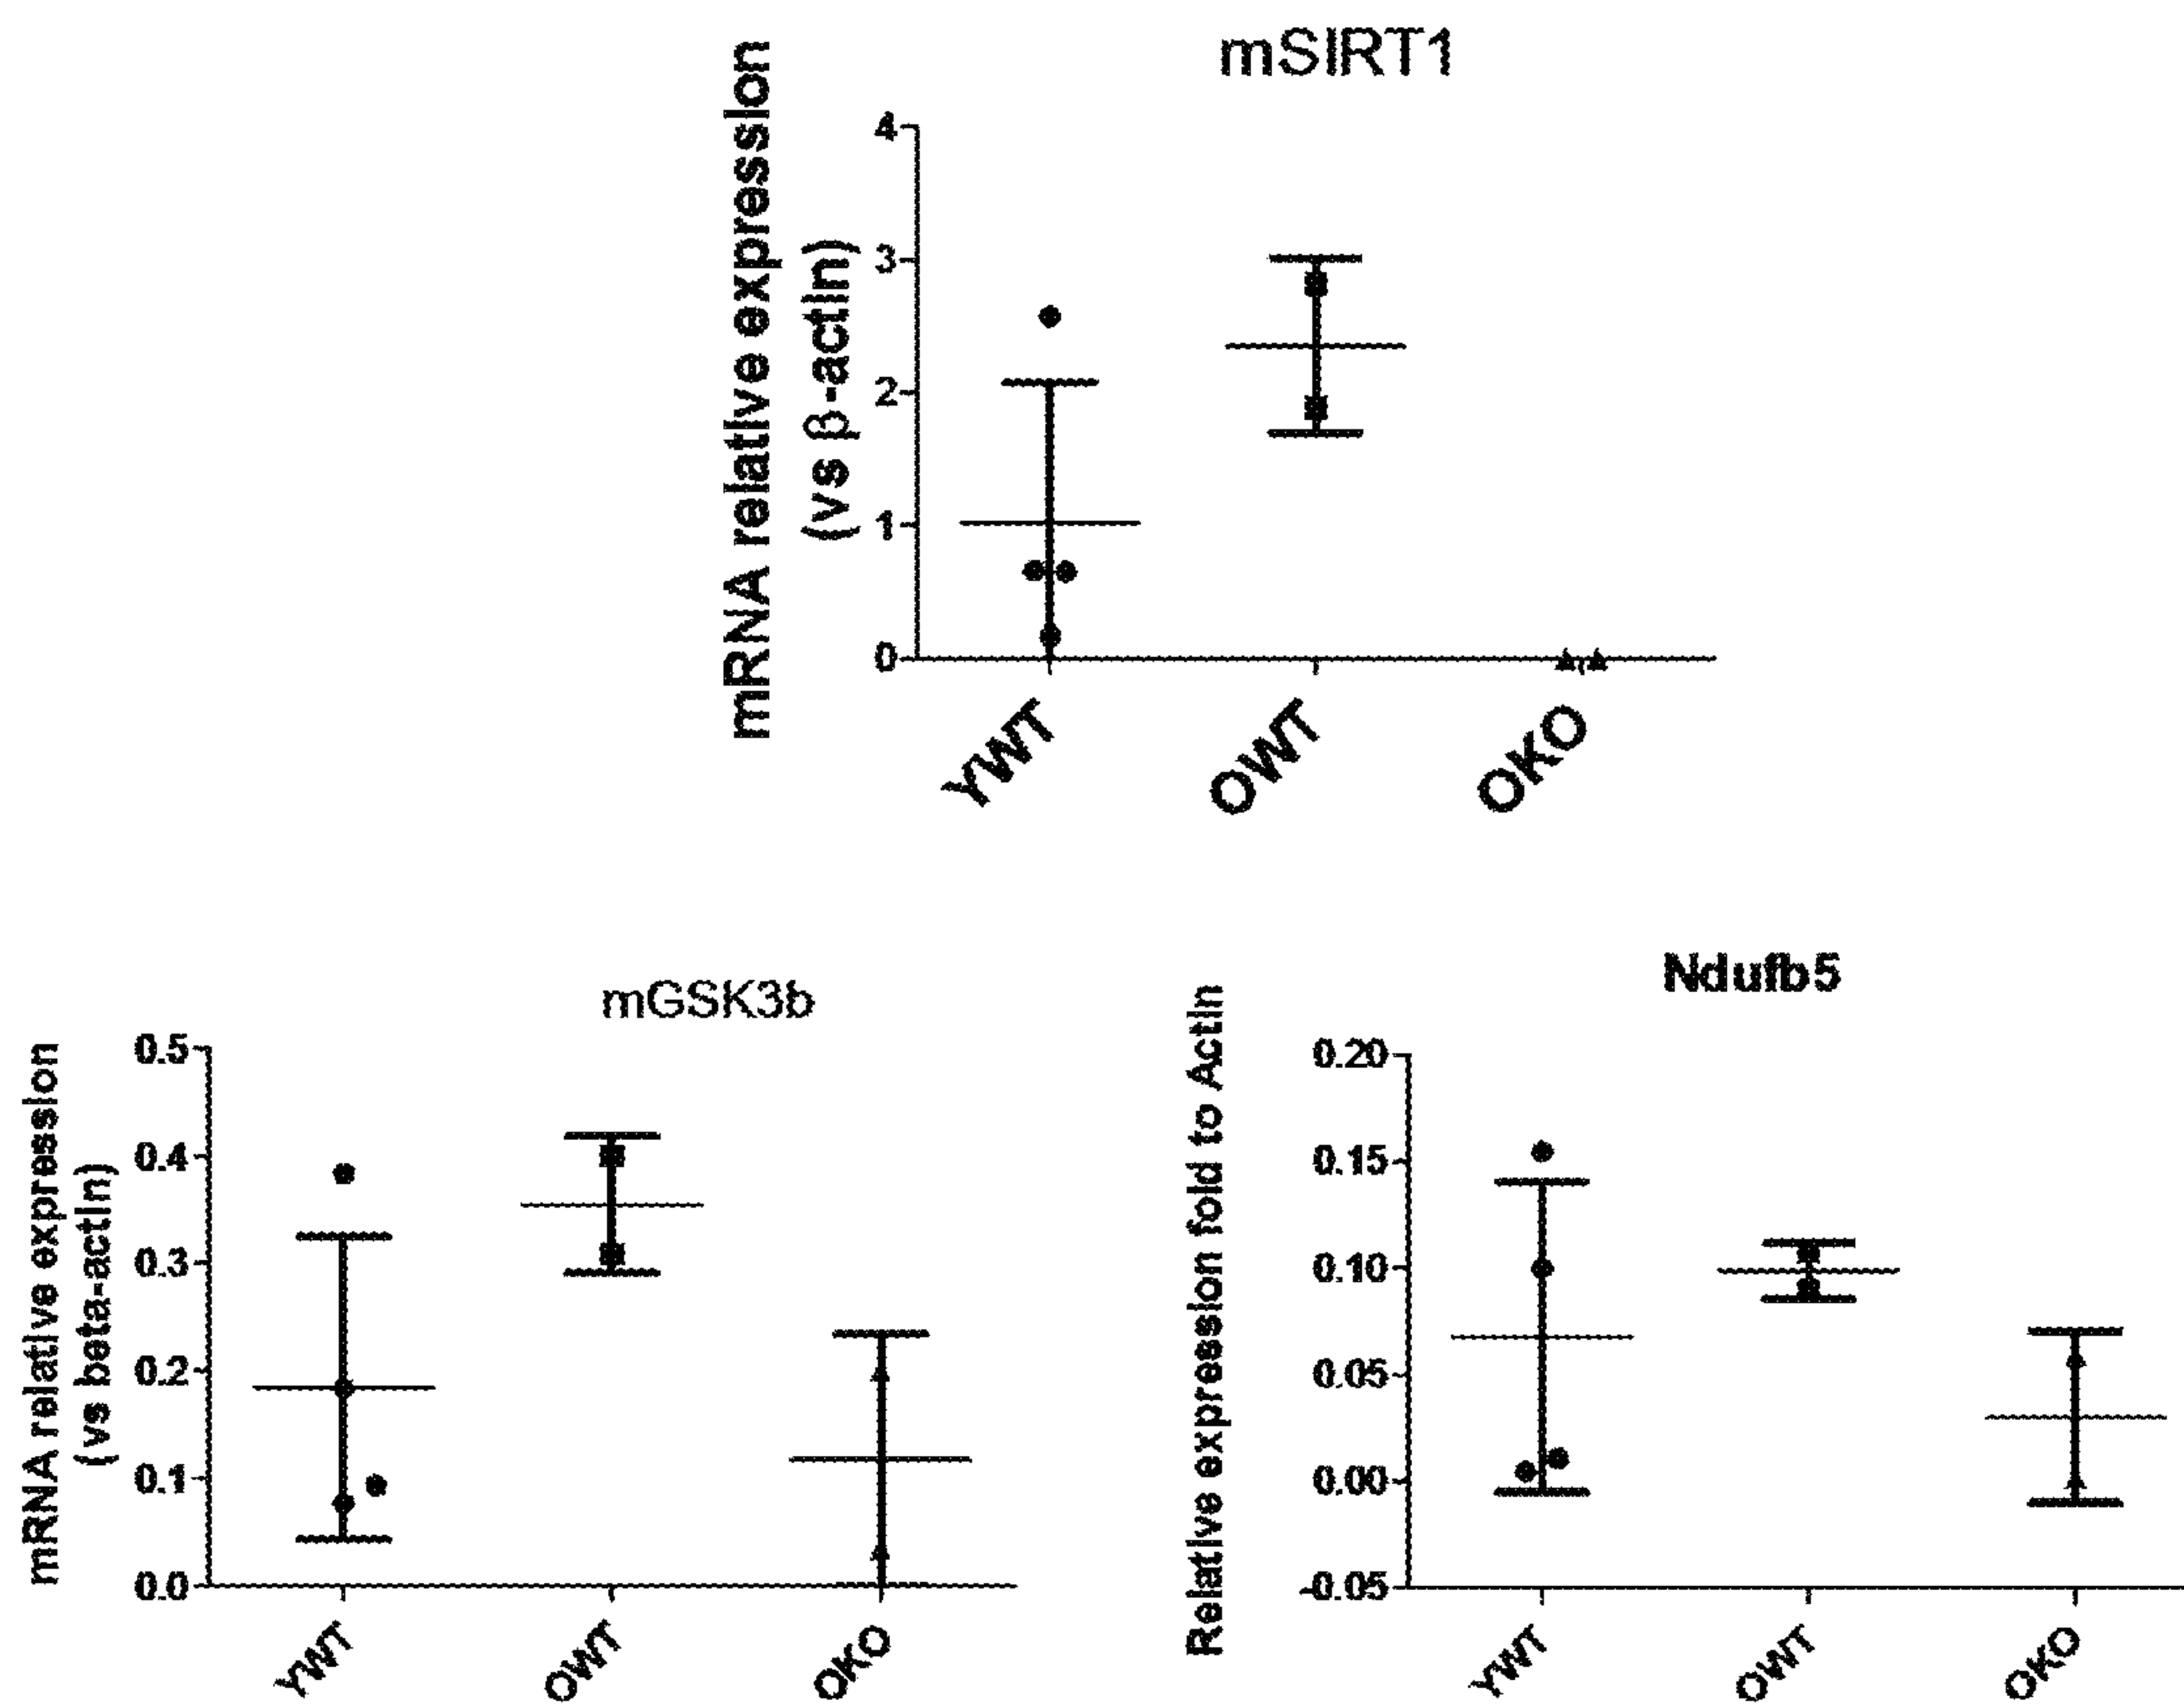 mSIRT1
mRNA relative expression
(vs β-actin)
4
3
2
1
0
YWT
OWT
OKO
mGSK3b
mRNA relative expression
(vs beta-actin)
0.5
0.4
0.3
0.2
0.1
0.0
YWT
OWT
OKO
Ndufb5
Relative expression fold to Actin
0.20
0.15
0.10
0.05
0.00
-0.05
YWT
OWT
OKO